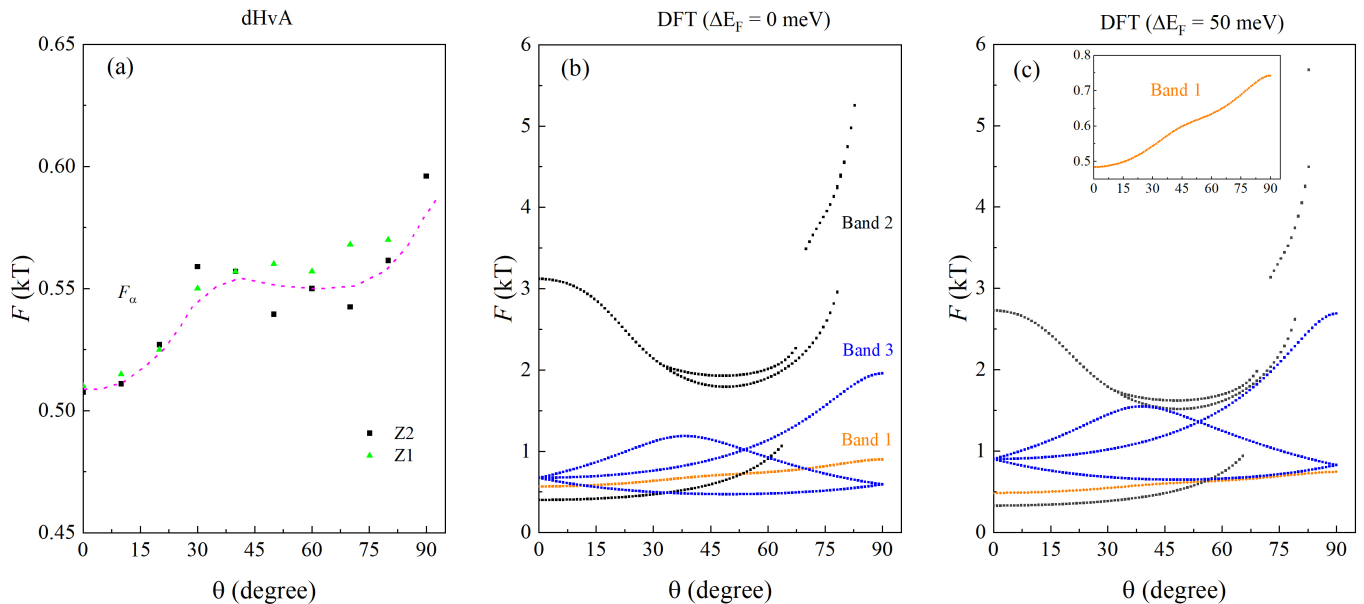 dHvA
(a)
0.65
0.60
0.55
0.50
0.45
F (kT)
Fα
Z2
Z1
0 15 30 45 60 75 90
θ (degree)
DFT (ΔE_F = 0 meV)
(b)
6
5
4
3
2
1
0
F (kT)
Band 2
Band 3
Band 1
0 15 30 45 60 75 90
θ (degree)
DFT (ΔE_F = 50 meV)
(c)
6
5
4
3
2
1
0
F (kT)
0.8
0.7
0.6
0.5
Band 1
0 15 30 45 60 75 90
0 15 30 45 60 75 90
θ (degree)